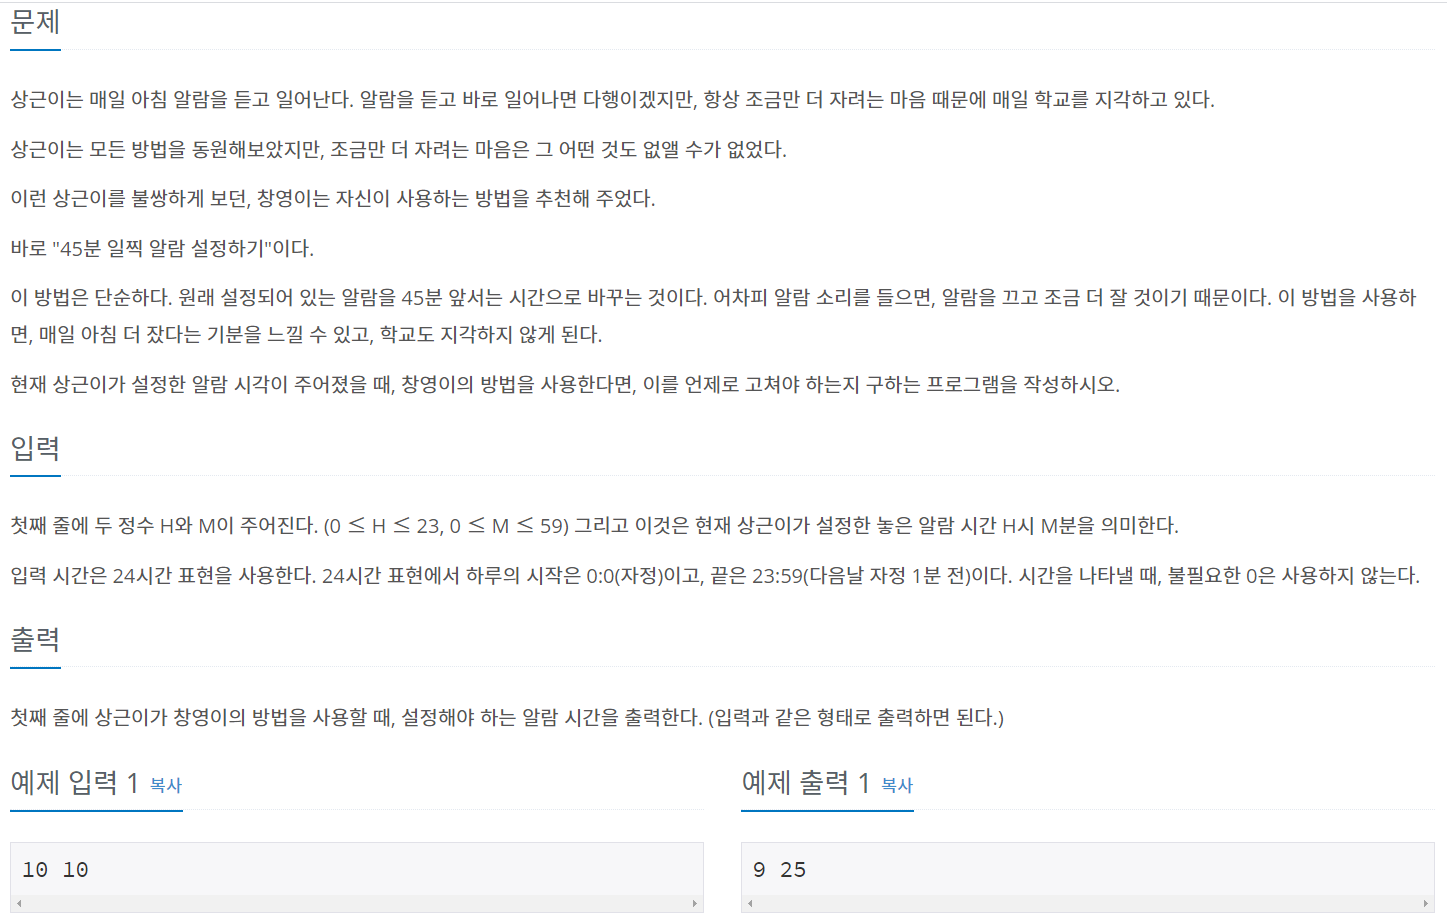 문제
상근이는 매일 아침 알람을 듣고 일어난다. 알람을 듣고 바로 일어나면 다행이겠지만, 항상 조금만 더 자려는 마음 때문에 매일 학교를 지각하고 있다.
상근이는 모든 방법을 동원해보았지만, 조금만 더 자려는 마음은 그 어떤 것도 없앨 수가 없었다.
이런 상근이를 불쌍하게 보던, 창영이는 자신이 사용하는 방법을 추천해 주었다.
바로 "45분 일찍 알람 설정하기"이다.
이 방법은 단순하다. 원래 설정되어 있는 알람을 45분 앞서는 시간으로 바꾸는 것이다. 어차피 알람 소리를 들으면, 알람을 끄고 조금 더 잘 것이기 때문이다. 이 방법을 사용하
면, 매일 아침 더 잤다는 기분을 느낄 수 있고, 학교도 지각하지 않게 된다.
현재 상근이가 설정한 알람 시각이 주어졌을 때, 창영이의 방법을 사용한다면, 이를 언제로 고쳐야 하는지 구하는 프로그램을 작성하시오.
입력
첫째 줄에 두 정수 H와 M이 주어진다. (0 ≤ H ≤ 23, 0 ≤ M ≤ 59) 그리고 이것은 현재 상근이가 설정한 놓은 알람 시간 H시 M분을 의미한다.
입력 시간은 24시간 표현을 사용한다. 24시간 표현에서 하루의 시작은 0:0(자정)이고, 끝은 23:59(다음날 자정 1분 전)이다. 시간을 나타낼 때, 불필요한 0은 사용하지 않는다.
출력
첫째 줄에 상근이가 창영이의 방법을 사용할 때, 설정해야 하는 알람 시간을 출력한다. (입력과 같은 형태로 출력하면 된다.)
예제 입력 1 복사
10 10
예제 출력 1 복사
9 25